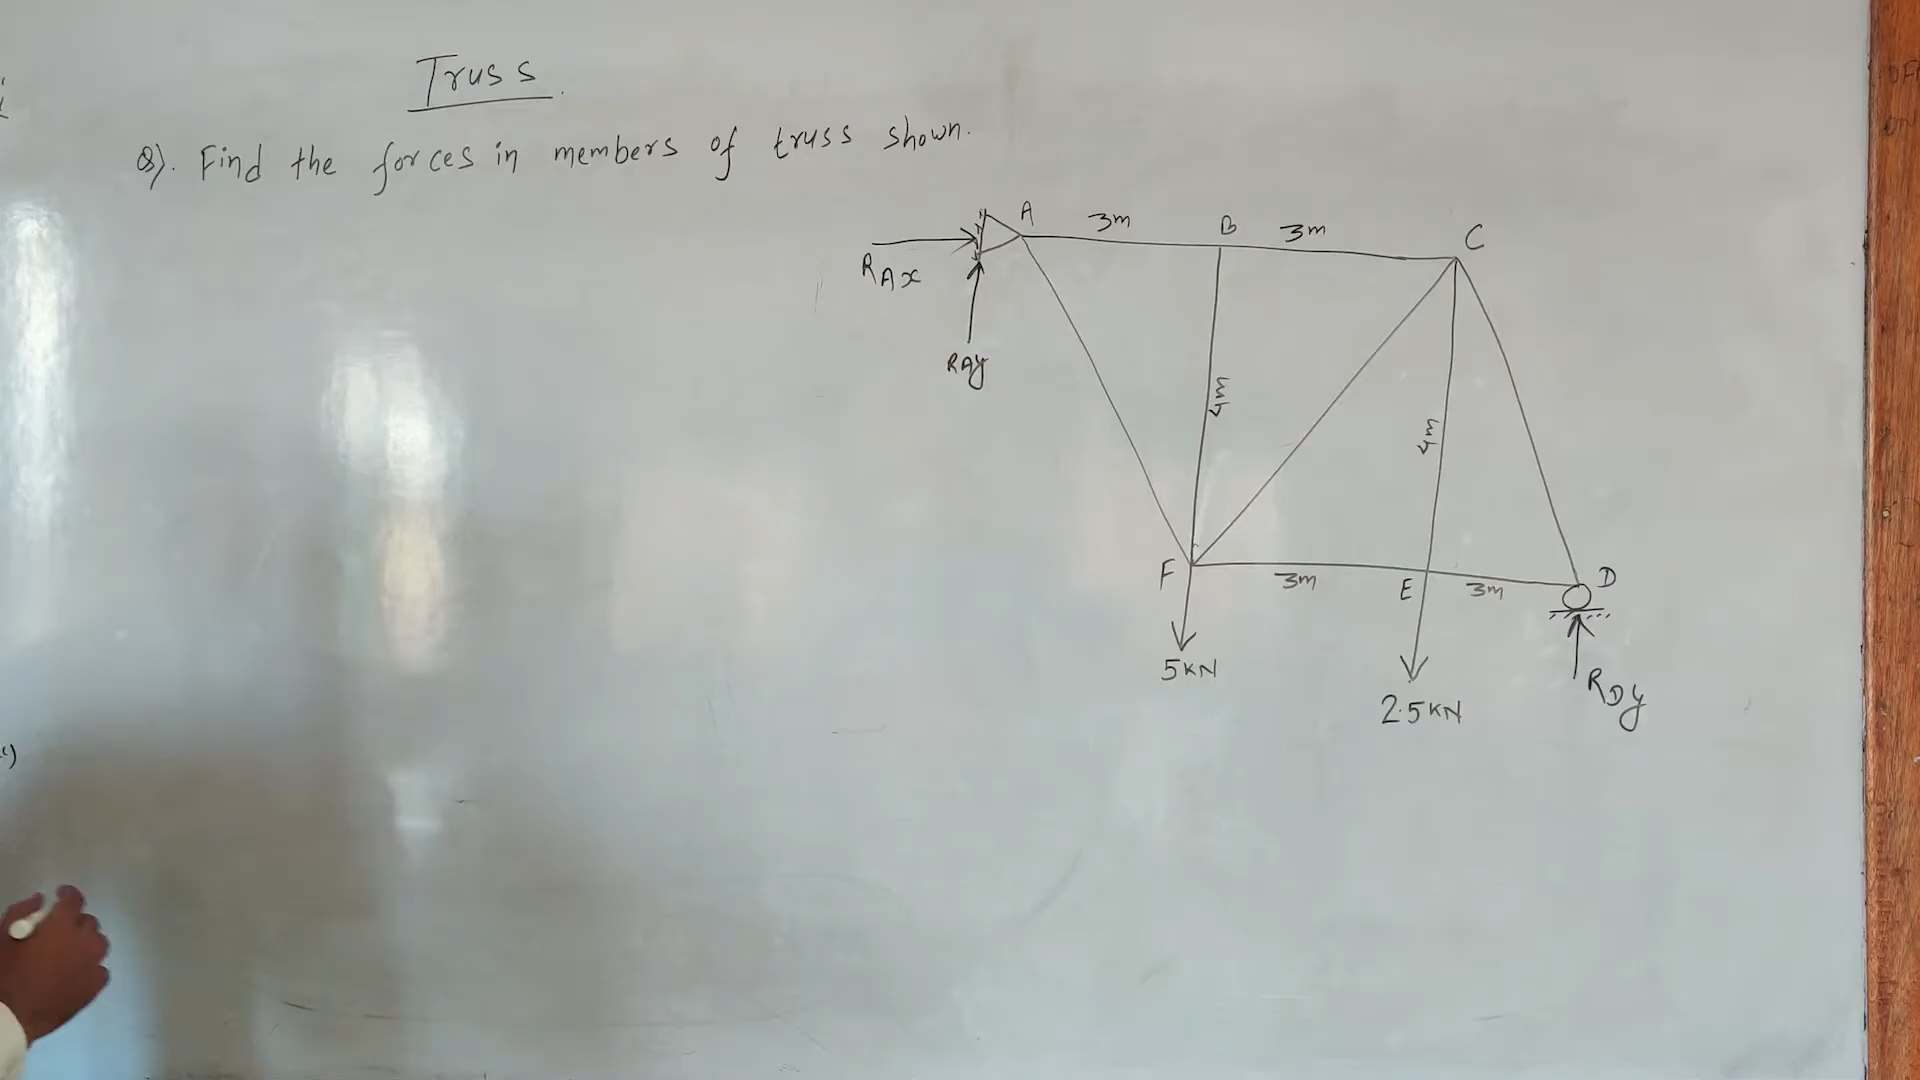 Truss
Q). Find the forces in members of truss shown.
A 3m B 3m C
RAx
RAy
4m
4m
F 3m E 3m D
5KN
2.5KN
RDy